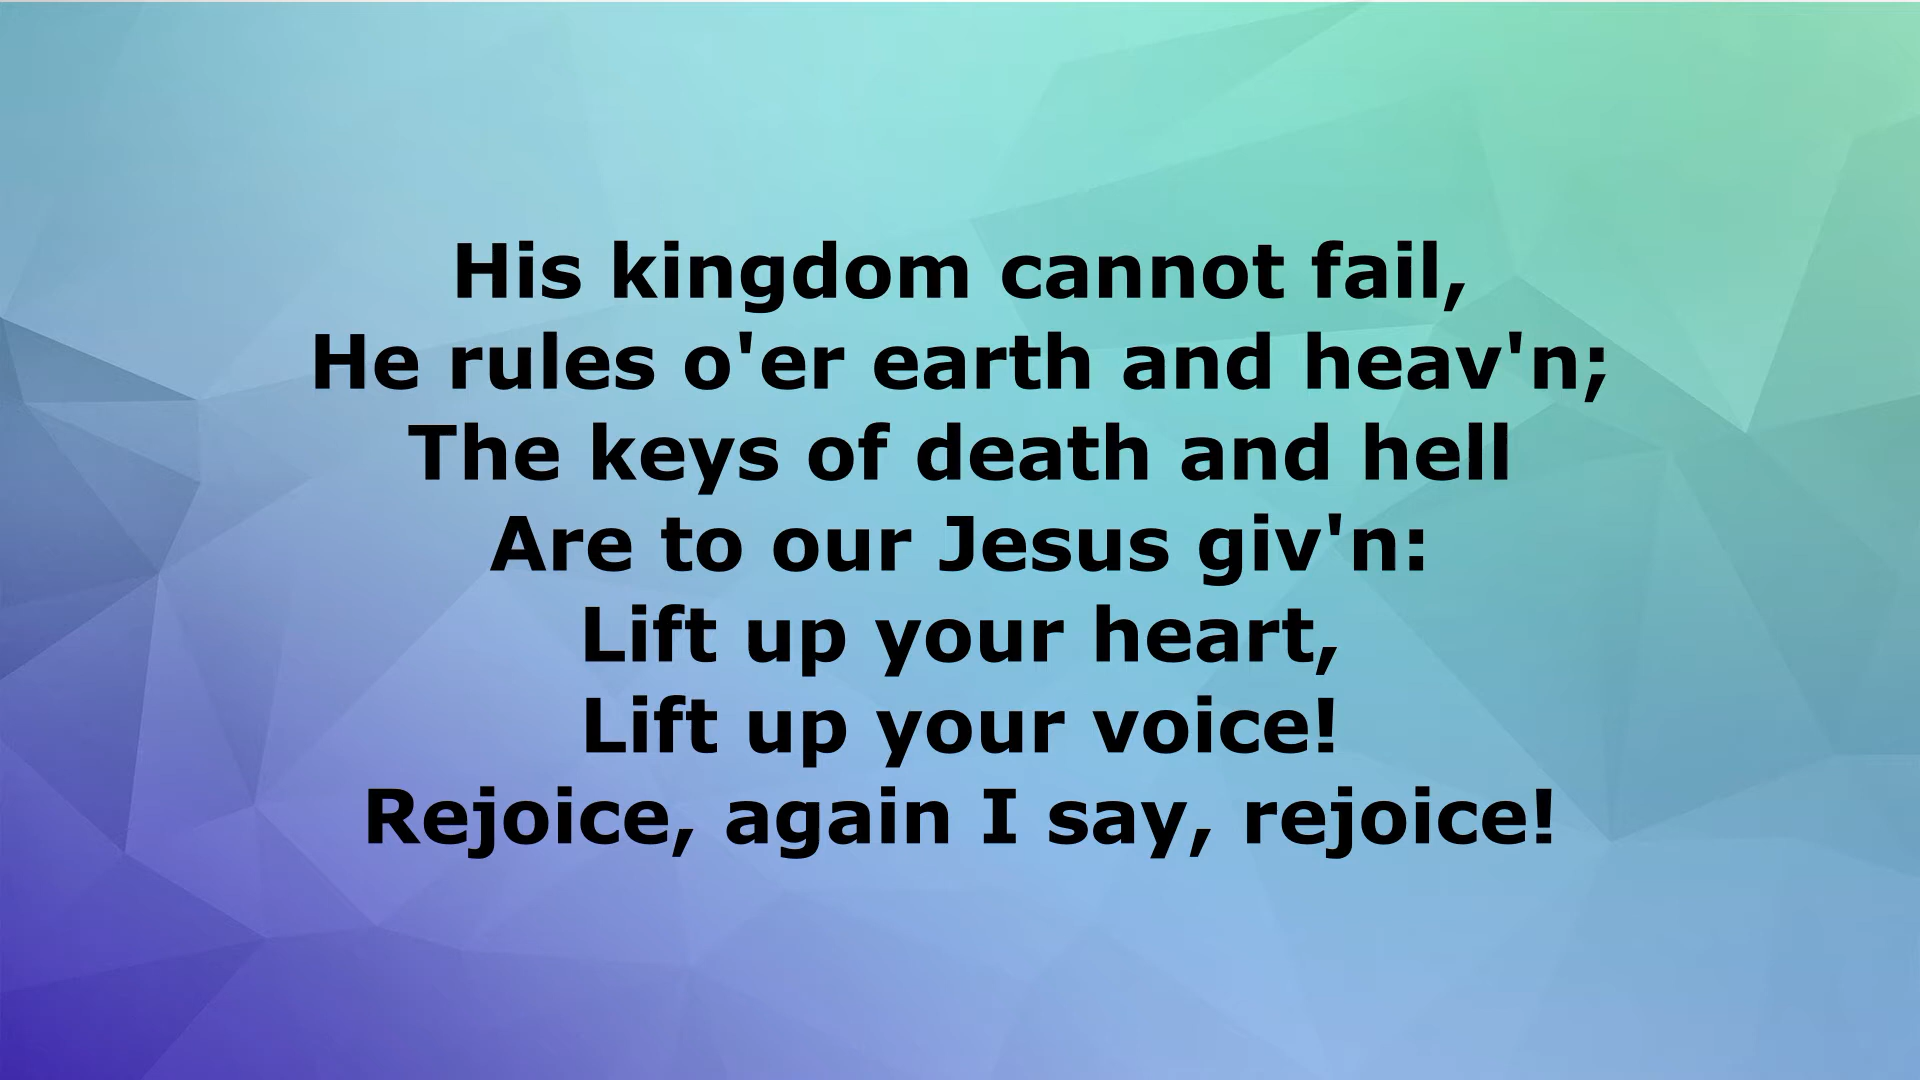 His kingdom cannot fail,
He rules o'er earth and heav'n;
The keys of death and hell
Are to our Jesus giv'n:
Lift up your heart,
Lift up your voice!
Rejoice, again I say, rejoice!